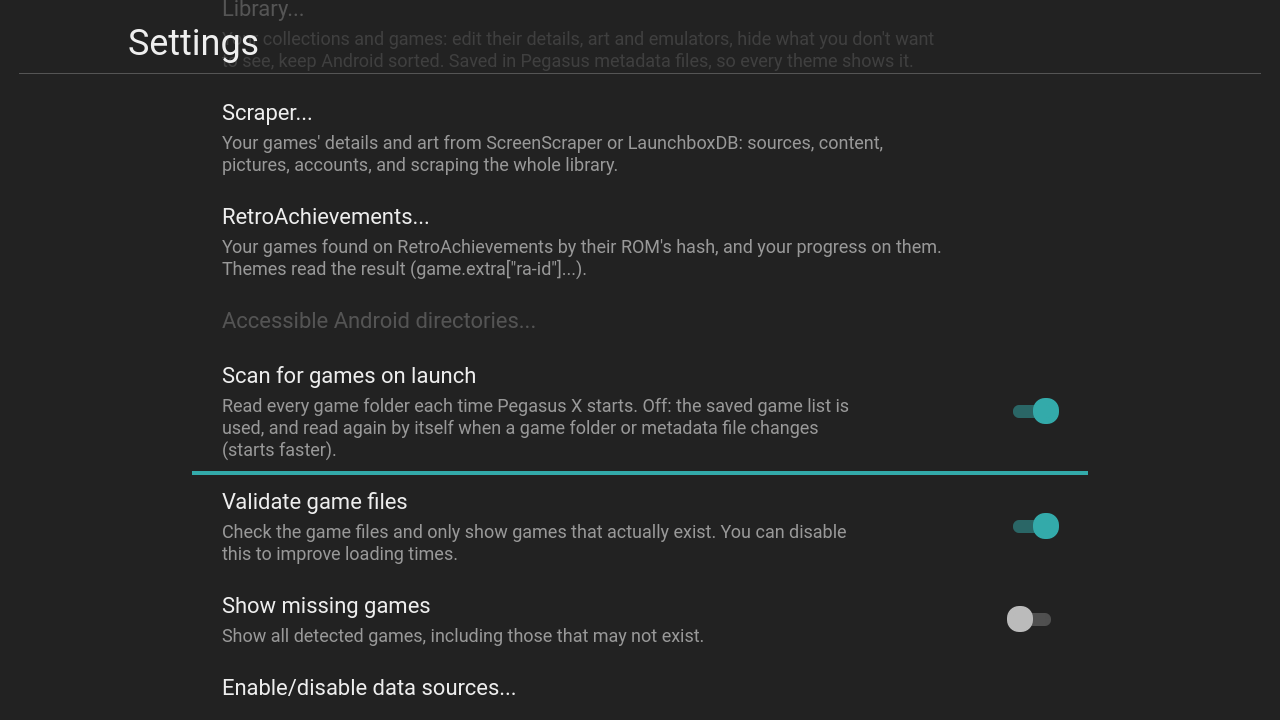 Library...
Settings
collections and games: edit their details, art and emulators, hide what you don't want
to see, keep Android sorted. Saved in Pegasus metadata files, so every theme shows it.
Scraper...
Your games' details and art from ScreenScraper or LaunchboxDB: sources, content,
pictures, accounts, and scraping the whole library.
RetroAchievements...
Your games found on RetroAchievements by their ROM's hash, and your progress on them.
Themes read the result (game.extra["ra-id"]...).
Accessible Android directories...
Scan for games on launch
Read every game folder each time Pegasus X starts. Off: the saved game list is
used, and read again by itself when a game folder or metadata file changes
(starts faster).
Validate game files
Check the game files and only show games that actually exist. You can disable
this to improve loading times.
Show missing games
Show all detected games, including those that may not exist.
Enable/disable data sources...